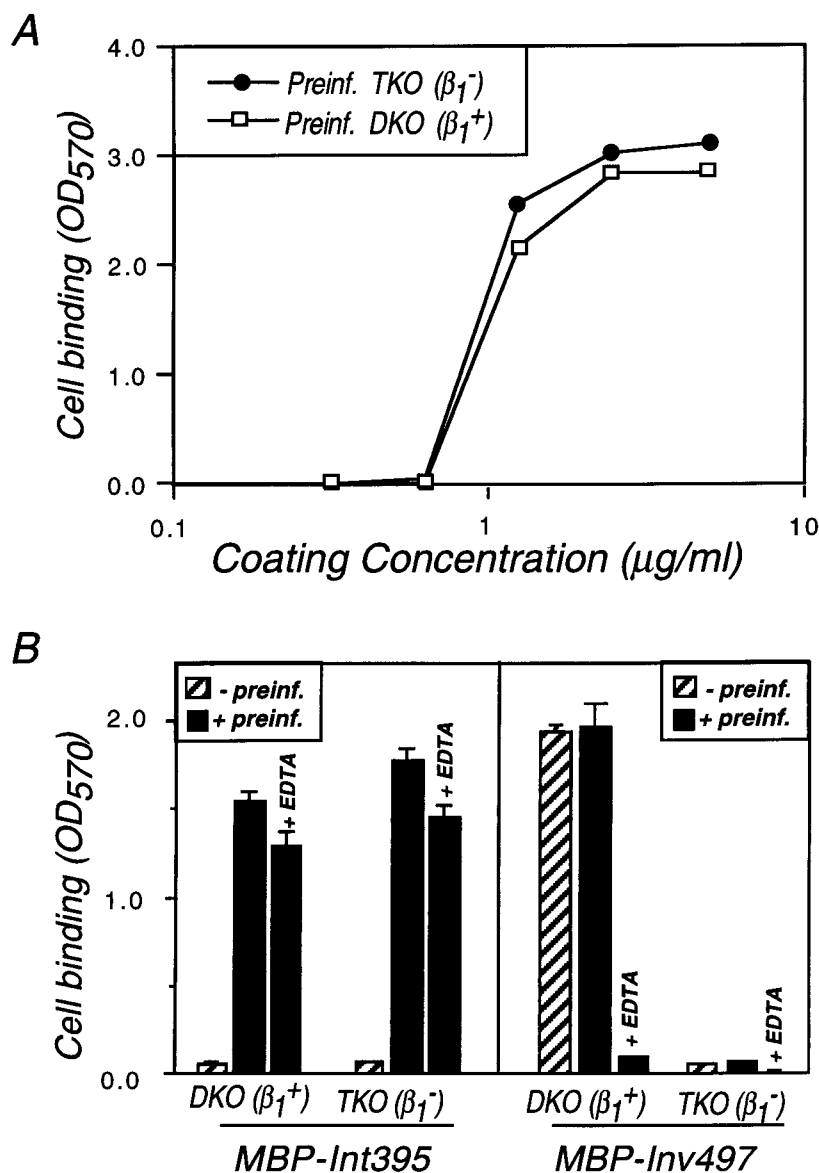 A
4.0
3.0
2.0
1.0
0.0
Cell binding (OD570)
Preinf. TKO (β1-)
Preinf. DKO (β1+)
0.1
1
10
Coating Concentration (µg/ml)
B
2.0
1.0
0.0
Cell binding (OD570)
- preinf.
+ preinf.
+ EDTA
+ EDTA
- preinf.
+ preinf.
+ EDTA
+ EDTA
DKO (β1+)
TKO (β1-)
DKO (β1+)
TKO (β1-)
MBP-Int395
MBP-Inv497